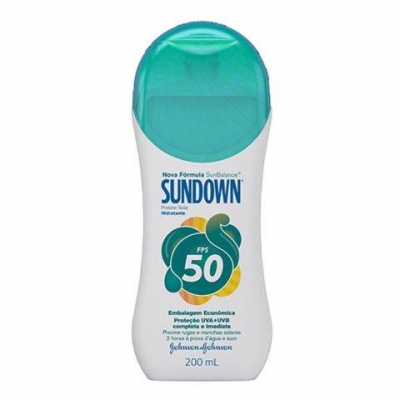 Nova Fórmula SunBalance™
SUNDOWN®
Protetor Solar
Hidratante
FPS
50
Embalagem Econômica
Proteção UVA+UVB
completa e imediata
Previne rugas e manchas solares
2 horas à prova d'água e suor
Johnson & Johnson
200 mL